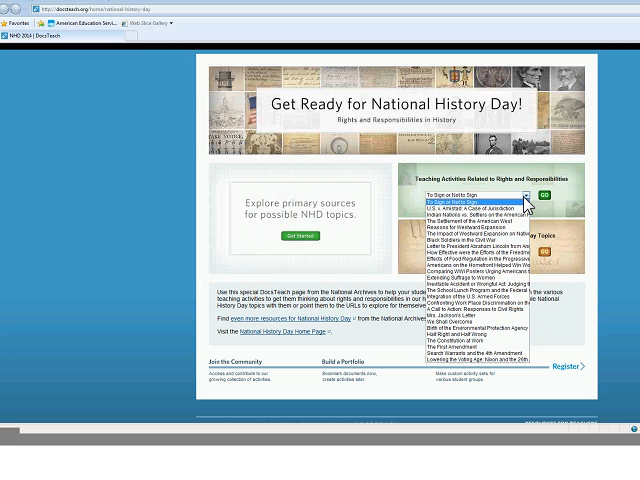 http://docsteach.org/home/national-history-day
Favorites
American Education Servi...
Web Slice Gallery
NHD 2014 | DocsTeach
Get Ready for National History Day!
Rights and Responsibilities in History
Explore primary sources
for possible NHD topics.
Get Started
Teaching Activities Related to Rights and Responsibilities
To Sign or Not to Sign
GO
To Sign or Not to Sign
U.S. v. Amistad: A Case of Jurisdiction
Indian Nations vs. Settlers on the American
The Settlement of the American West
Reasons for Westward Expansion
The Impact of Westward Expansion on Native
Black Soldiers in the Civil War
Letter to President Abraham Lincoln from An
How Effective were the Efforts of the Freedme
Effects of Food Regulation in the Progressive
Americans on the Homefront Helped Win Wo
Comparing WWI Posters Urging Americans t
Extending Suffrage to Women
Inevitable Accident or Wrongful Act: Judging t
The School Lunch Program and the Federal
Integration of the U.S. Armed Forces
Confronting Work Place Discrimination on the
A Call to Action: Responses to Civil Rights
Mrs. Jackson's Letter
We Shall Overcome
Birth of the Environmental Protection Agency
Half Right and Half Wrong
The Constitution at Work
The First Amendment
Search Warrants and the 4th Amendment
Lowering the Voting Age: Nixon and the 26th
ay Topics
GO
Use this special DocsTeach page from the National Archives to help your stude
the various
teaching activities to get them thinking about rights and responsibilities in our h
e National
History Day topics with them or point them to the URLs to explore for themselve
Find even more resources for National History Day from the National Archives
Visit the National History Day Home Page
Join the Community
Access and contribute to our
growing collection of activities.
Build a Portfolio
Bookmark documents now,
create activities later.
Make custom activity sets for
various student groups.
Register
RESOURCES FOR TEACHERS